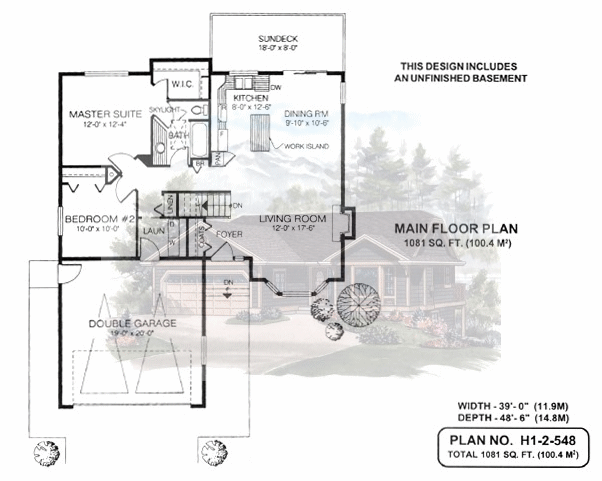 SUNDECK
18'-0" x 8'-0"
THIS DESIGN INCLUDES
AN UNFINISHED BASEMENT
W.I.C.
DW
KITCHEN
8'-0" x 12'-6"
MASTER SUITE
12'-0" x 12'-4"
SKYLIGHT
DINING RM
9'-10" x 10'-6"
BATH
F
WORK ISLAND
PAN
BR
LINEN
DN
BEDROOM #2
10'-0" x 10'-0"
LAUN
D
W
COATS
FOYER
LIVING ROOM
12'-0" x 17'-6"
MAIN FLOOR PLAN
1081 SQ. FT. (100.4 M²)
DN
DOUBLE GARAGE
19'-0" x 20'-0"
WIDTH - 39'- 0" (11.9M)
DEPTH - 48'- 6" (14.8M)
PLAN NO. H1-2-548
TOTAL 1081 SQ. FT. (100.4 M²)